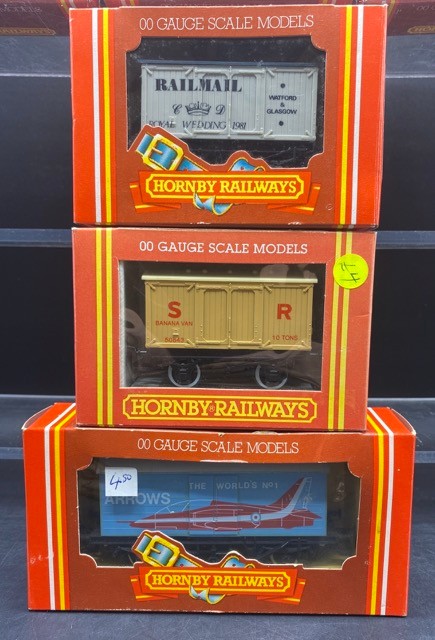 00 GAUGE SCALE MODELS
RAILMAIL
C D
ROYAL WEDDING 1981
WATFORD
&
GLASGOW
HORNBY RAILWAYS
00 GAUGE SCALE MODELS
S R
BANANA VAN
10 TONS
HORNBY RAILWAYS
00 GAUGE SCALE MODELS
4.50
THE WORLD'S No1
ARROWS
HORNBY RAILWAYS